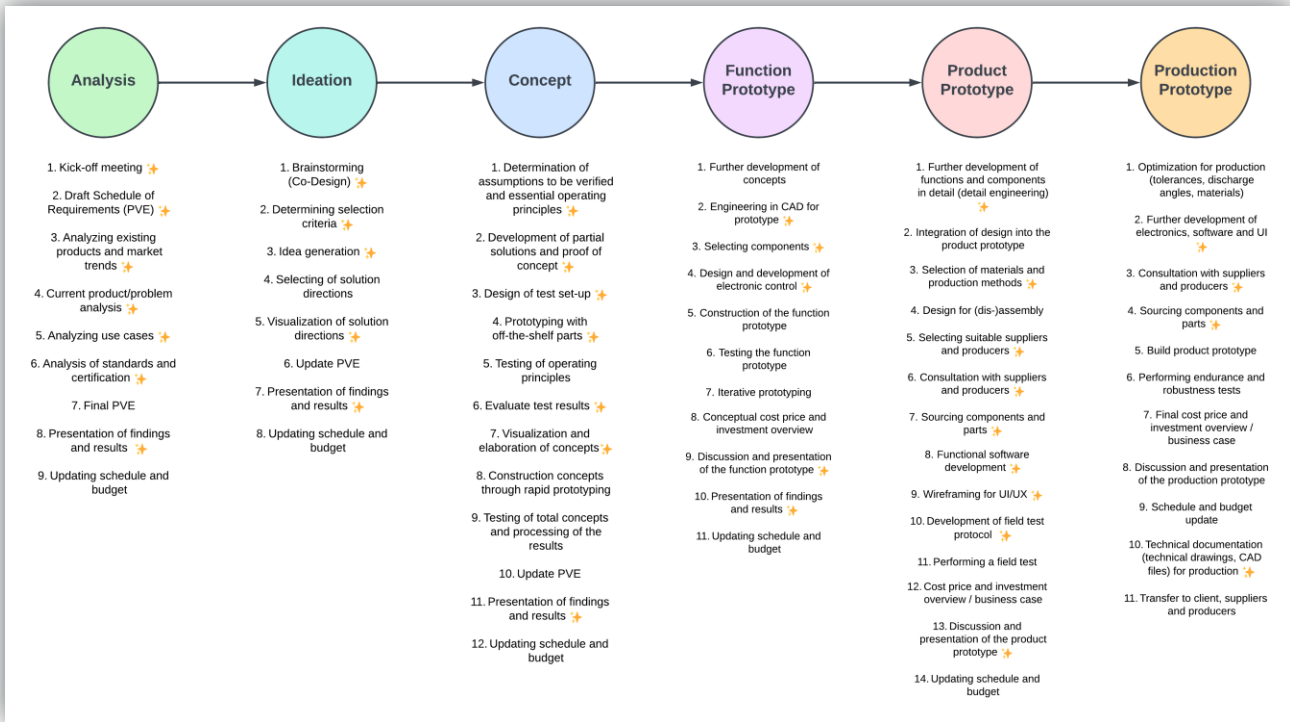 Analysis
Ideation
Concept
Function
Prototype
Product
Prototype
Production
Prototype
1. Kick-off meeting
2. Draft Schedule of
Requirements (PVE)
3. Analyzing existing
products and market
trends
4. Current product/problem
analysis
5. Analyzing use cases
6. Analysis of standards and
certification
7. Final PVE
8. Presentation of findings
and results
9. Updating schedule and
budget
1. Brainstorming
(Co-Design)
2. Determining selection
criteria
3. Idea generation
4. Selecting of solution
directions
5. Visualization of solution
directions
6. Update PVE
7. Presentation of findings
and results
8. Updating schedule and
budget
1. Determination of
assumptions to be verified
and essential operating
principles
2. Development of partial
solutions and proof of
concept
3. Design of test set-up
4. Prototyping with
off-the-shelf parts
5. Testing of operating
principles
6. Evaluate test results
7. Visualization and
elaboration of concepts
8. Construction concepts
through rapid prototyping
9. Testing of total concepts
and processing of the
results
10. Update PVE
11. Presentation of findings
and results
12. Updating schedule and
budget
1. Further development of
concepts
2. Engineering in CAD for
prototype
3. Selecting components
4. Design and development of
electronic control
5. Construction of the function
prototype
6. Testing the function
prototype
7. Iterative prototyping
8. Conceptual cost price and
investment overview
9. Discussion and presentation
of the function prototype
10. Presentation of findings
and results
11. Updating schedule and
budget
1. Further development of
functions and components
in detail (detail engineering)
2. Integration of design into the
product prototype
3. Selection of materials and
production methods
4. Design for (dis-)assembly
5. Selecting suitable suppliers
and producers
6. Consultation with suppliers
and producers
7. Sourcing components and
parts
8. Functional software
development
9. Wireframing for UI/UX
10. Development of field test
protocol
11. Performing a field test
12. Cost price and investment
overview / business case
13. Discussion and
presentation of the product
prototype
14. Updating schedule and
budget
1. Optimization for production
(tolerances, discharge
angles, materials)
2. Further development of
electronics, software and UI
3. Consultation with suppliers
and producers
4. Sourcing components and
parts
5. Build product prototype
6. Performing endurance and
robustness tests
7. Final cost price and
investment overview /
business case
8. Discussion and presentation
of the production prototype
9. Schedule and budget
update
10. Technical documentation
(technical drawings, CAD
files) for production
11. Transfer to client, suppliers
and producers